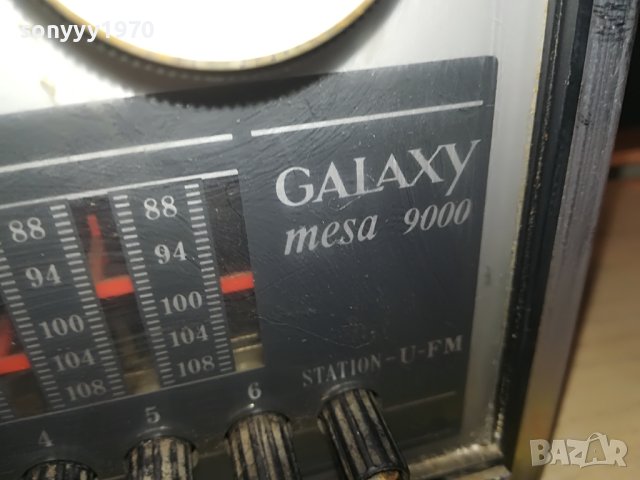 sonyyy1970
GALAXY
mesa 9000
88 88
94 94
100 100
104 104
108 108
STATION-U-FM
4 5 6
BAZAR